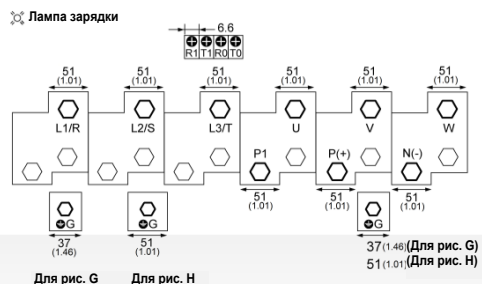 Лампа зарядки
6.6
R1 T1 R0 T0
51 51 51 51 51 51
(1.01) (1.01) (1.01) (1.01) (1.01) (1.01)
L1/R L2/S L3/T U V W
P1 P(+) N(-)
51 51 51
(1.01) (1.01) (1.01)
G G G
37 51 37(1.46)(Для рис. G)
(1.46) (1.01) 51(1.01)(Для рис. H)
Для рис. G Для рис. H